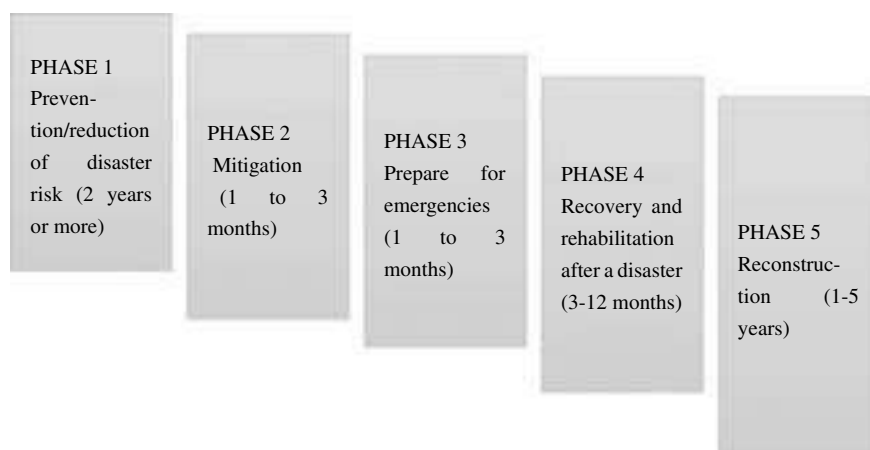 PHASE 1
Preven-
tion/reduction
of disaster
risk (2 years
or more)
PHASE 2
Mitigation
(1 to 3
months)
PHASE 3
Prepare for
emergencies
(1 to 3
months)
PHASE 4
Recovery and
rehabilitation
after a disaster
(3-12 months)
PHASE 5
Reconstruc-
tion (1-5
years)